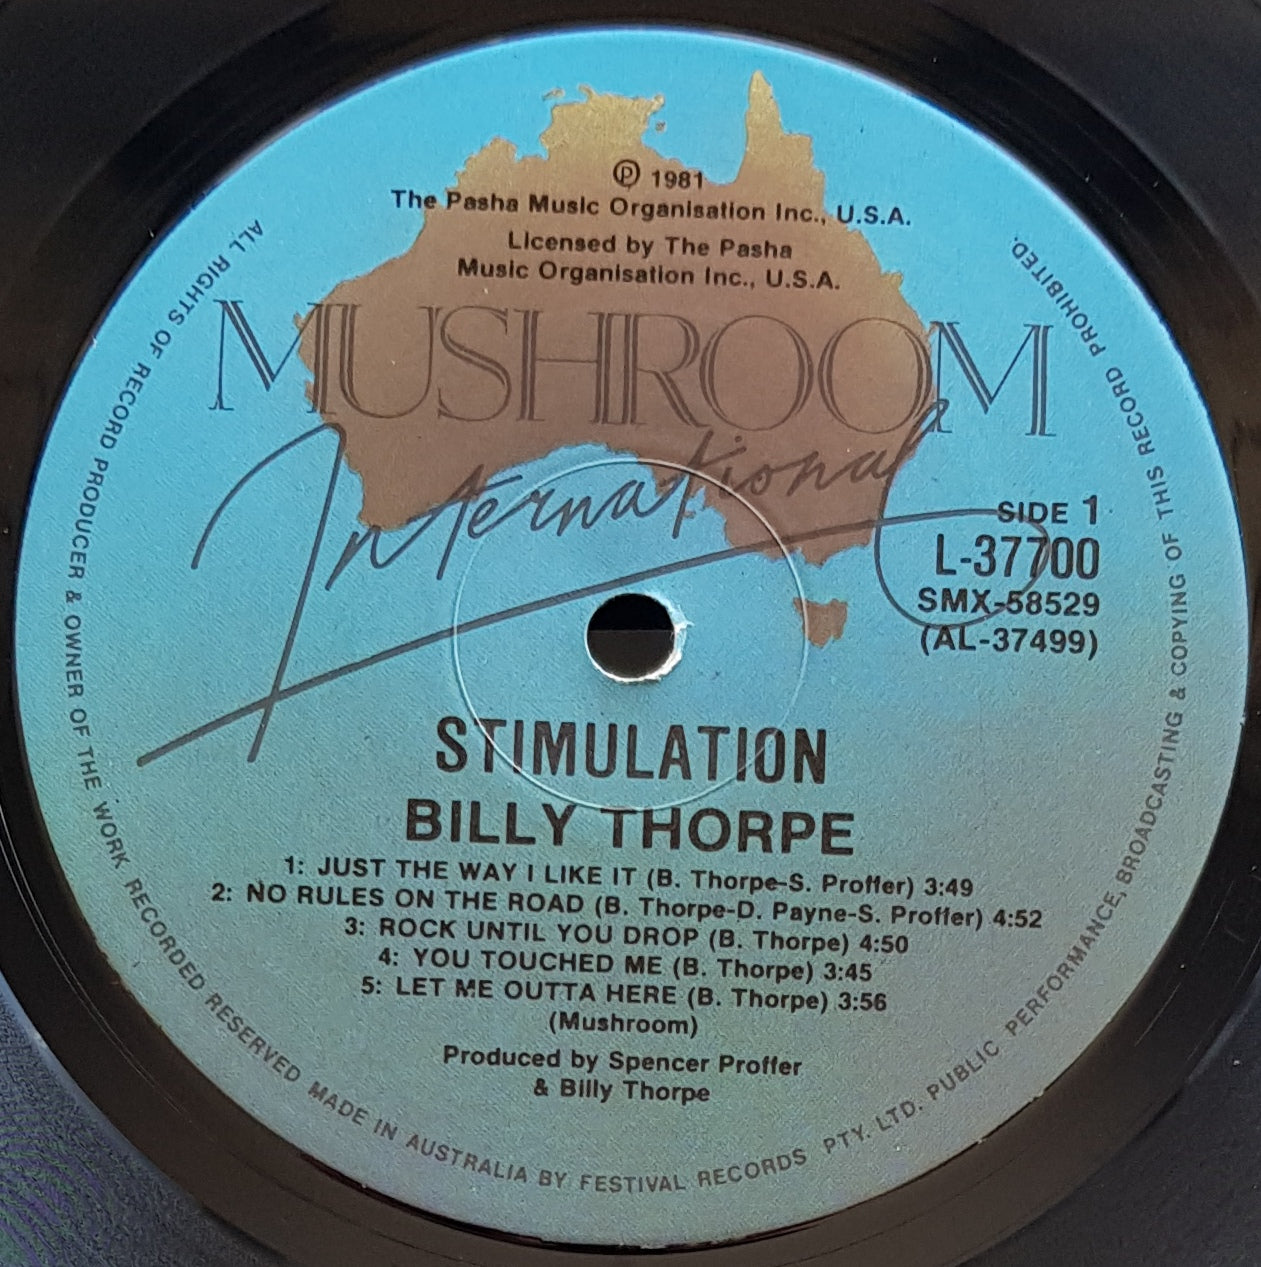 ℗ 1981
The Pasha Music Organisation Inc., U.S.A.
Licensed by The Pasha
Music Organisation Inc., U.S.A.
MUSHROOM
International
SIDE 1
L-37700
SMX-58529
(AL-37499)
STIMULATION
BILLY THORPE
1: JUST THE WAY I LIKE IT (B. Thorpe-S. Proffer) 3:49
2: NO RULES ON THE ROAD (B. Thorpe-D. Payne-S. Proffer) 4:52
3: ROCK UNTIL YOU DROP (B. Thorpe) 4:50
4: YOU TOUCHED ME (B. Thorpe) 3:45
5: LET ME OUTTA HERE (B. Thorpe) 3:56
(Mushroom)
Produced by Spencer Proffer
& Billy Thorpe
ALL RIGHTS OF RECORD PRODUCER & OWNER OF THE WORK RECORDED RESERVED MADE IN AUSTRALIA BY FESTIVAL RECORDS PTY. LTD. PUBLIC PERFORMANCE, BROADCASTING & COPYING OF THIS RECORD PROHIBITED.